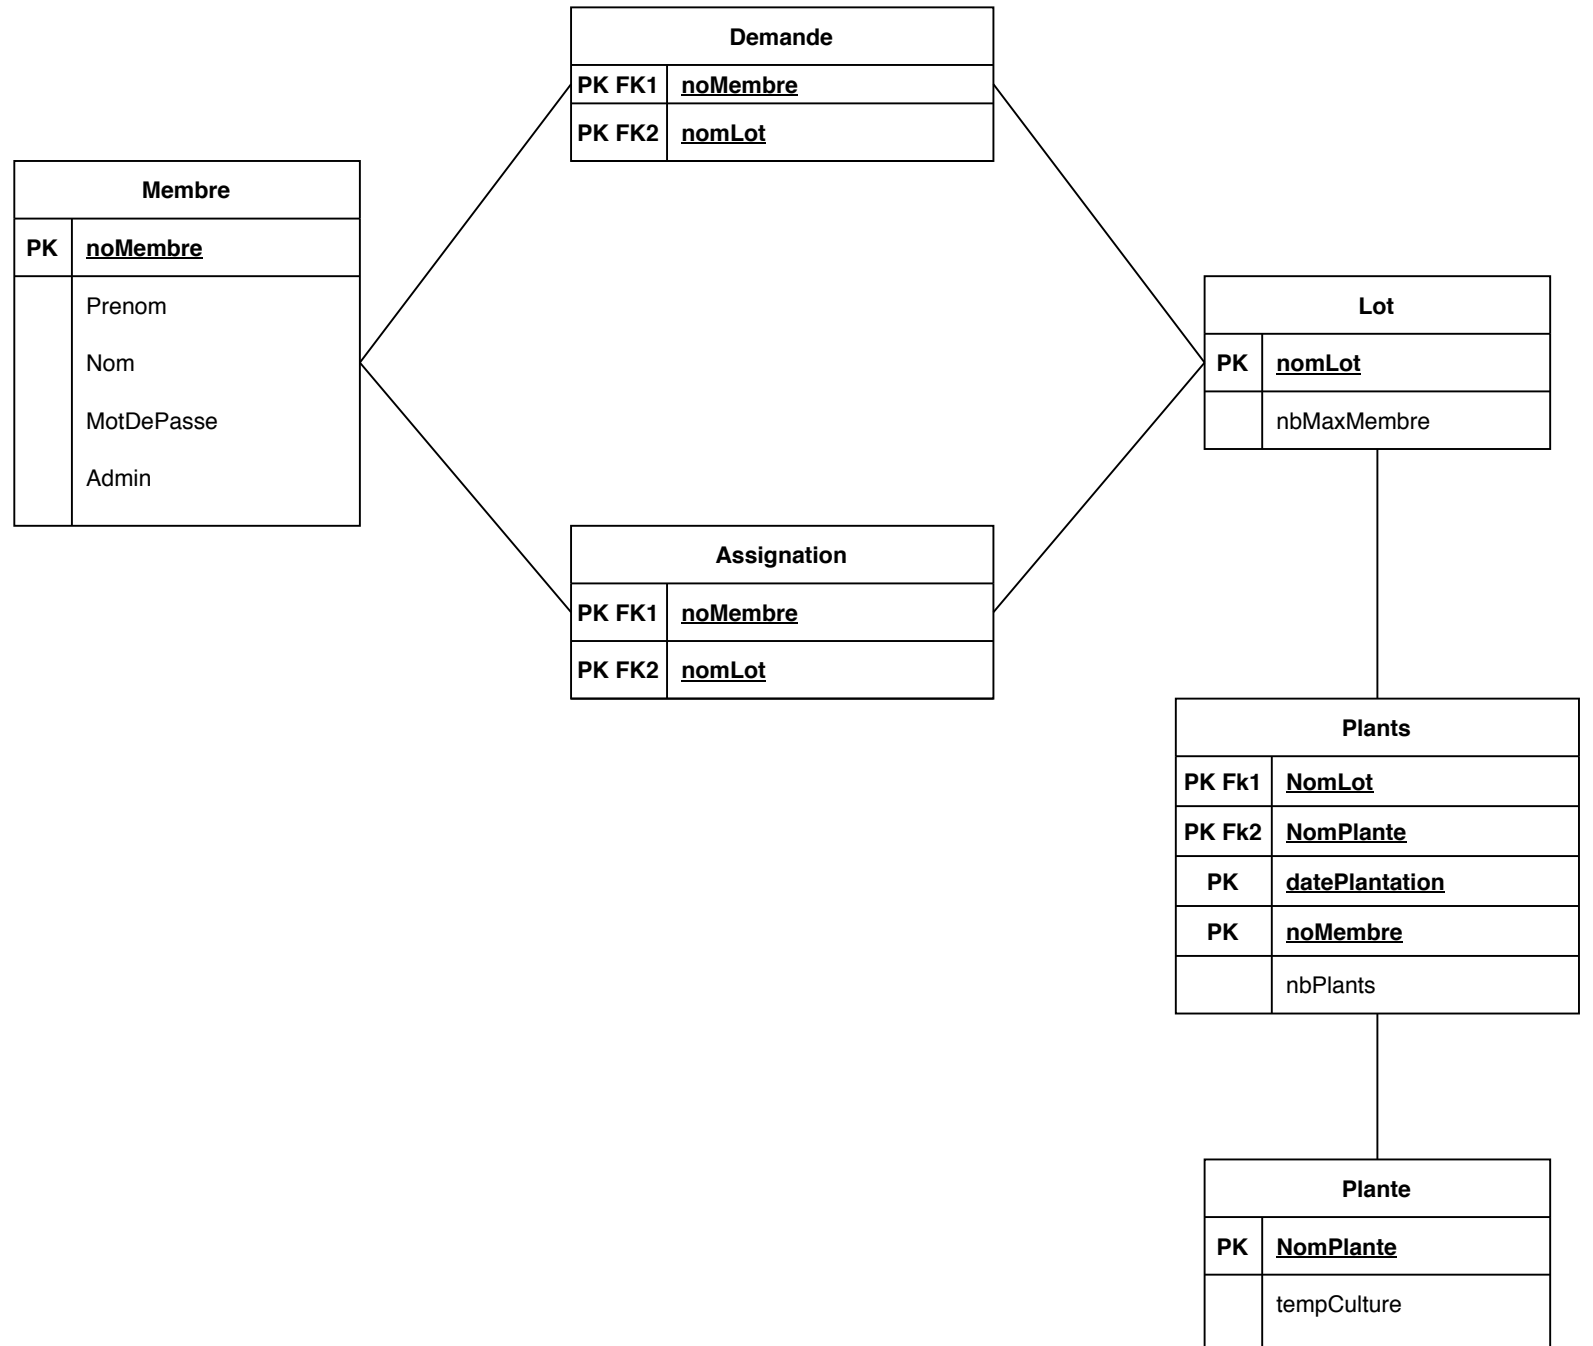 Demande
PK FK1 noMembre
PK FK2 nomLot
Membre
PK noMembre
Prenom
Nom
MotDePasse
Admin
Lot
PK nomLot
nbMaxMembre
Assignation
PK FK1 noMembre
PK FK2 nomLot
Plants
PK Fk1 NomLot
PK Fk2 NomPlante
PK datePlantation
PK noMembre
nbPlants
Plante
PK NomPlante
tempCulture